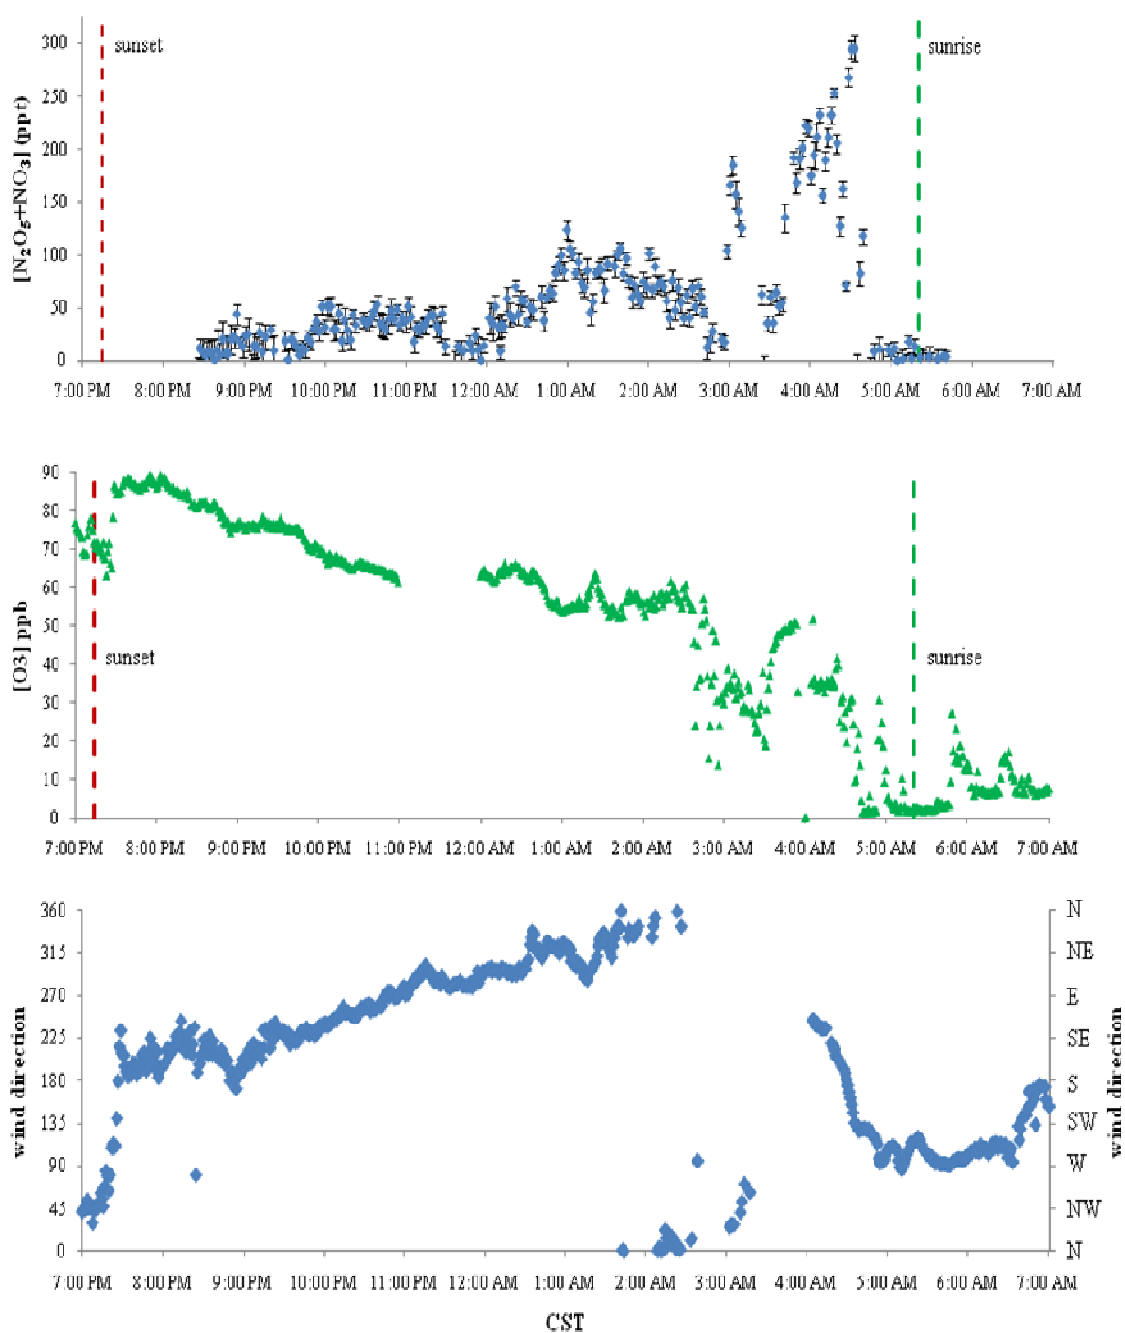 300
250
200
150
100
50
0
[N₂O₅+NO₃] (ppt)
sunset
sunrise
7:00 PM 8:00 PM 9:00 PM 10:00 PM 11:00 PM 12:00 AM 1:00 AM 2:00 AM 3:00 AM 4:00 AM 5:00 AM 6:00 AM 7:00 AM
90
80
70
60
50
40
30
20
10
0
[O3] ppb
sunset
sunrise
7:00 PM 8:00 PM 9:00 PM 10:00 PM 11:00 PM 12:00 AM 1:00 AM 2:00 AM 3:00 AM 4:00 AM 5:00 AM 6:00 AM 7:00 AM
360 N
315 NE
270 E
225 SE
180 S
135 SW
90 W
45 NW
0 N
wind direction
wind direction
7:00 PM 8:00 PM 9:00 PM 10:00 PM 11:00 PM 12:00 AM 1:00 AM 2:00 AM 3:00 AM 4:00 AM 5:00 AM 6:00 AM 7:00 AM
CST